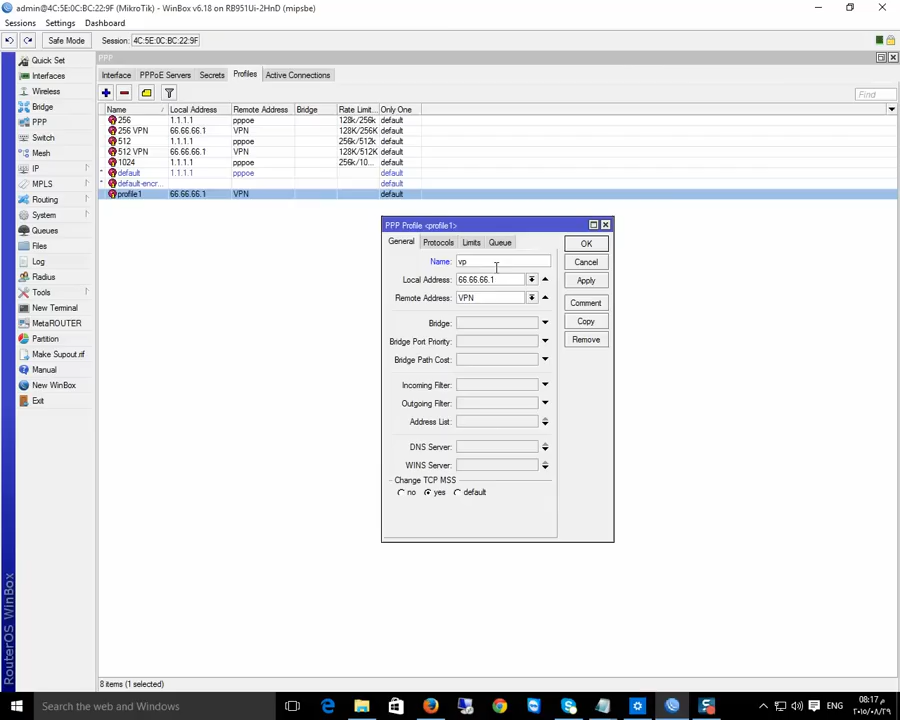 admin@4C:5E:0C:BC:22:9F (MikroTik) - WinBox v6.18 on RB951Ui-2HnD (mipsbe)
Sessions Settings Dashboard
Safe Mode Session: 4C:5E:0C:BC:22:9F
Quick Set
Interfaces
Wireless
Bridge
PPP
Switch
Mesh
IP
MPLS
Routing
System
Queues
Files
Log
Radius
Tools
New Terminal
MetaROUTER
Partition
Make Supout.rif
Manual
New WinBox
Exit
RouterOS WinBox
PPP
Interface PPPoE Servers Secrets Profiles Active Connections
Find
Name Local Address Remote Address Bridge Rate Limit... Only One
256 1.1.1.1 pppoe 128k/256k default
256 VPN 66.66.66.1 VPN 128K/256K default
512 1.1.1.1 pppoe 256k/512k default
512 VPN 66.66.66.1 VPN 128K/512K default
1024 1.1.1.1 pppoe 256k/10... default
* default 1.1.1.1 pppoe default
* default-encr... default
profile1 66.66.66.1 VPN default
PPP Profile <profile1>
General Protocols Limits Queue
Name: vp
Local Address: 66.66.66.1
Remote Address: VPN
Bridge:
Bridge Port Priority:
Bridge Path Cost:
Incoming Filter:
Outgoing Filter:
Address List:
DNS Server:
WINS Server:
Change TCP MSS
no yes default
OK
Cancel
Apply
Comment
Copy
Remove
8 items (1 selected)
Search the web and Windows
ENG
08:17 م
٢٠١٥/٠٨/٢٩